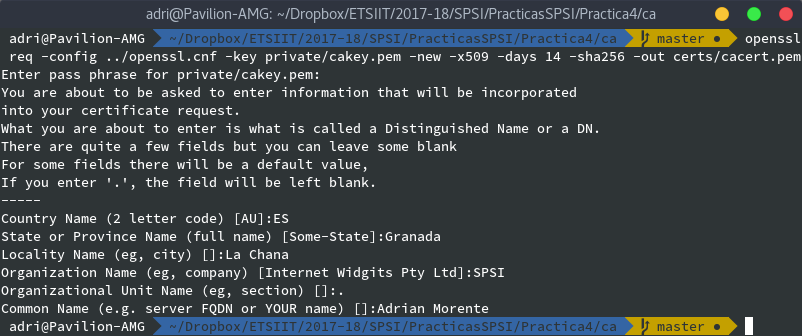 adri@Pavilion-AMG: ~/Dropbox/ETSIIT/2017-18/SPSI/PracticasSPSI/Practica4/ca
adri@Pavilion-AMG ~/Dropbox/ETSIIT/2017-18/SPSI/PracticasSPSI/Practica4/ca master ● openssl
req -config ../openssl.cnf -key private/cakey.pem -new -x509 -days 14 -sha256 -out certs/cacert.pem
Enter pass phrase for private/cakey.pem:
You are about to be asked to enter information that will be incorporated
into your certificate request.
What you are about to enter is what is called a Distinguished Name or a DN.
There are quite a few fields but you can leave some blank
For some fields there will be a default value,
If you enter '.', the field will be left blank.
-----
Country Name (2 letter code) [AU]:ES
State or Province Name (full name) [Some-State]:Granada
Locality Name (eg, city) []:La Chana
Organization Name (eg, company) [Internet Widgits Pty Ltd]:SPSI
Organizational Unit Name (eg, section) []:.
Common Name (e.g. server FQDN or YOUR name) []:Adrian Morente
adri@Pavilion-AMG ~/Dropbox/ETSIIT/2017-18/SPSI/PracticasSPSI/Practica4/ca master ●